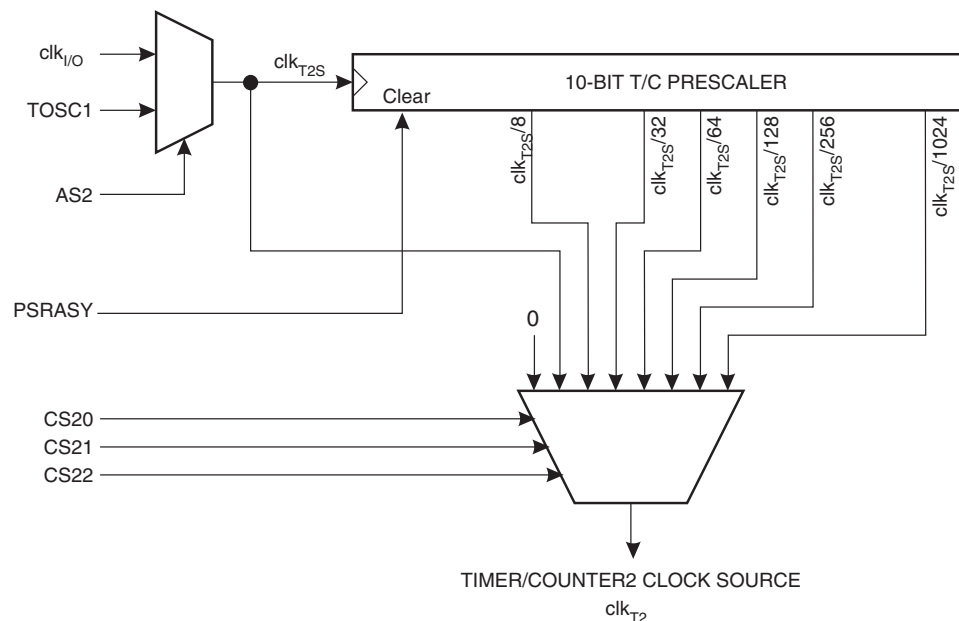 clkI/O
clkT2S
10-BIT T/C PRESCALER
TOSC1
Clear
clkT2S/8
clkT2S/32
clkT2S/64
clkT2S/128
clkT2S/256
clkT2S/1024
AS2
PSRASY
0
CS20
CS21
CS22
TIMER/COUNTER2 CLOCK SOURCE
clkT2